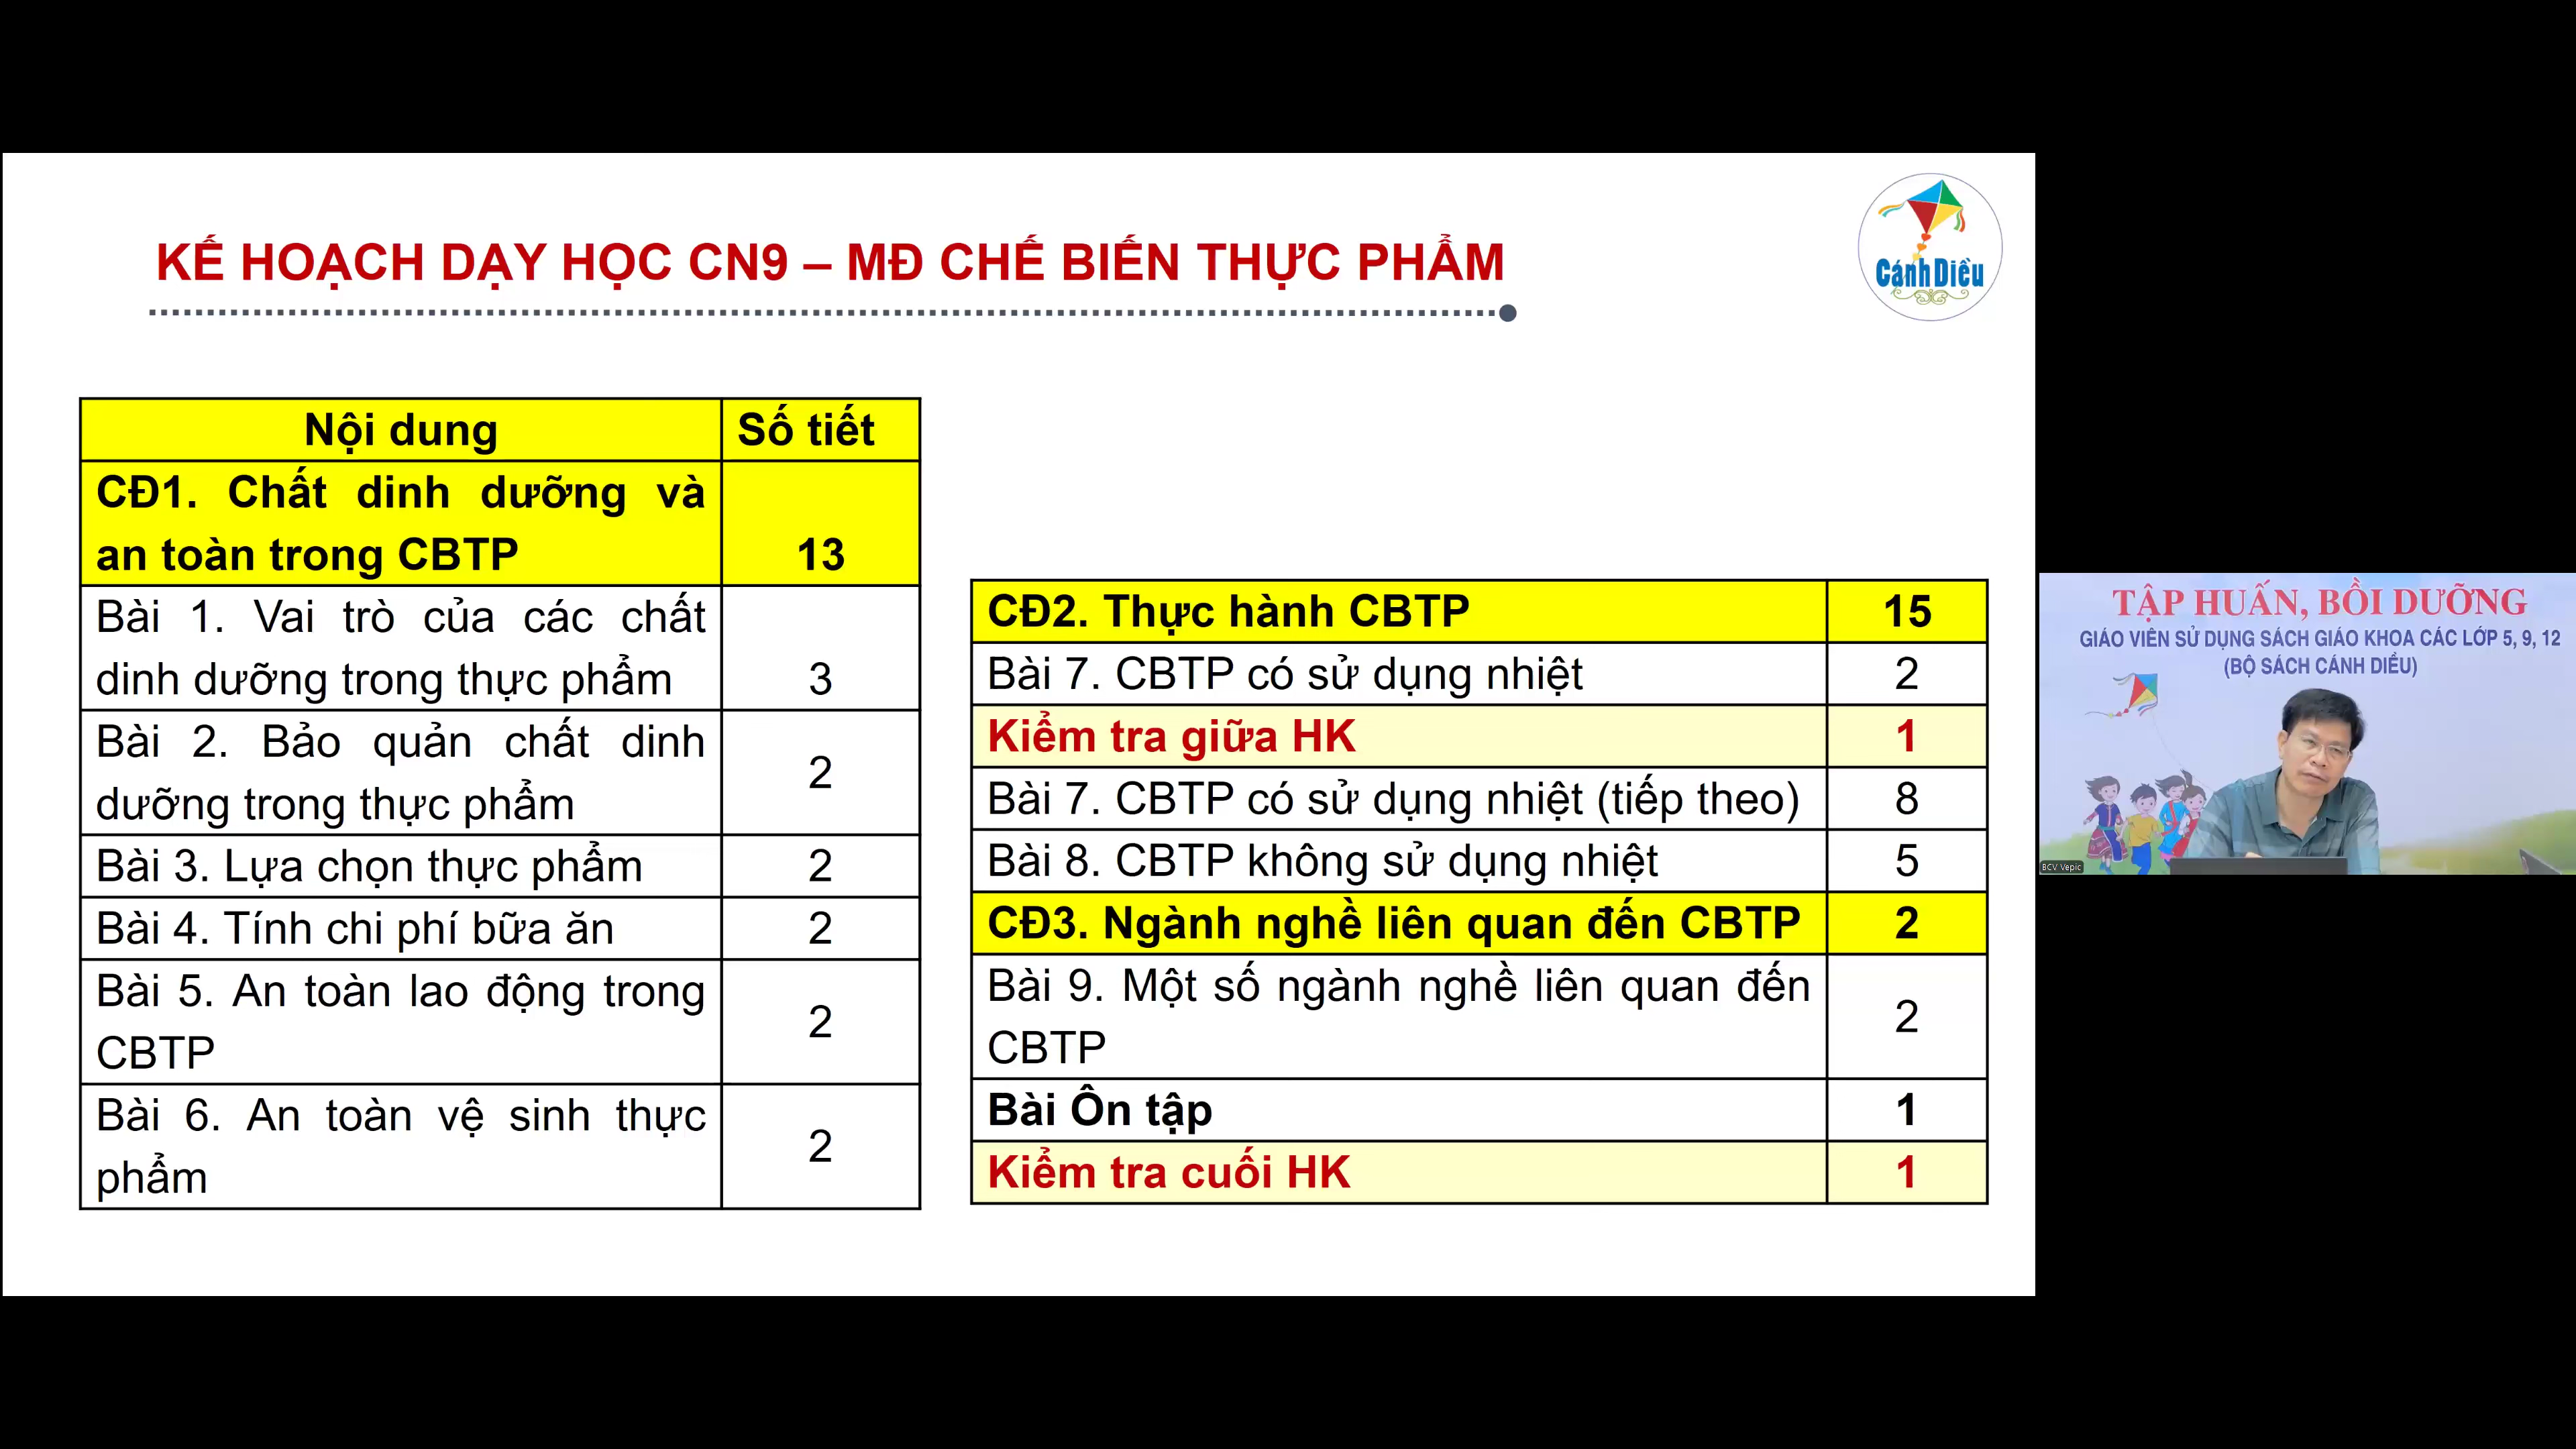 KẾ HOẠCH DẠY HỌC CN9 – MĐ CHẾ BIẾN THỰC PHẨM
Cánh Diều
Nội dung Số tiết
CĐ1. Chất dinh dưỡng và
an toàn trong CBTP 13
Bài 1. Vai trò của các chất
dinh dưỡng trong thực phẩm 3
Bài 2. Bảo quản chất dinh
dưỡng trong thực phẩm 2
Bài 3. Lựa chọn thực phẩm 2
Bài 4. Tính chi phí bữa ăn 2
Bài 5. An toàn lao động trong
CBTP 2
Bài 6. An toàn vệ sinh thực
phẩm 2
CĐ2. Thực hành CBTP 15
Bài 7. CBTP có sử dụng nhiệt 2
Kiểm tra giữa HK 1
Bài 7. CBTP có sử dụng nhiệt (tiếp theo) 8
Bài 8. CBTP không sử dụng nhiệt 5
CĐ3. Ngành nghề liên quan đến CBTP 2
Bài 9. Một số ngành nghề liên quan đến
CBTP 2
Bài Ôn tập 1
Kiểm tra cuối HK 1
TẬP HUẤN, BỒI DƯỠNG
GIÁO VIÊN SỬ DỤNG SÁCH GIÁO KHOA CÁC LỚP 5, 9, 12
(BỘ SÁCH CÁNH DIỀU)
BCV Vepic